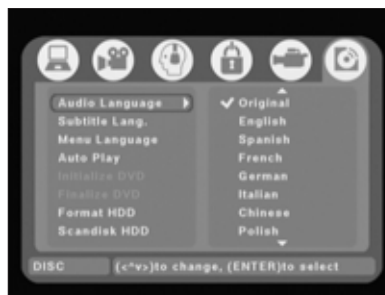 Audio Language
Subtitle Lang.
Menu Language
Auto Play
Initialize DVD
Finalize DVD
Format HDD
Scandisk HDD
Original
English
Spanish
French
German
Italian
Chinese
Polish
DISC
(<^v>)to change, (ENTER)to select